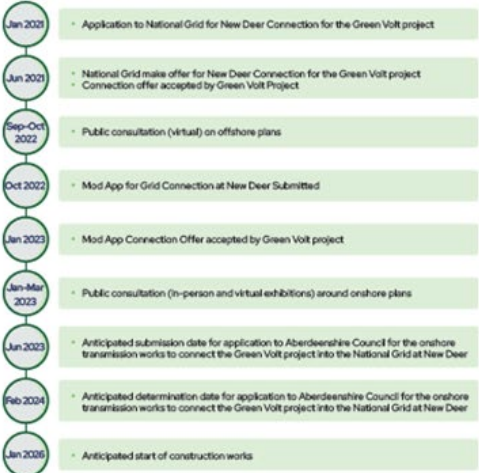 Jan 2021
• Application to National Grid for New Deer Connection for the Green Volt project
Jun 2021
• National Grid make offer for New Deer Connection for the Green Volt project
• Connection offer accepted by Green Volt Project
Sep-Oct
2022
• Public consultation (virtual) on offshore plans
Oct 2022
• Mod App for Grid Connection at New Deer Submitted
Jan 2023
• Mod App Connection Offer accepted by Green Volt project
Jan-Mar
2023
• Public consultation (in-person and virtual exhibitions) around onshore plans
Jun 2023
• Anticipated submission date for application to Aberdeenshire Council for the onshore
transmission works to connect the Green Volt project into the National Grid at New Deer
Feb 2024
• Anticipated determination date for application to Aberdeenshire Council for the onshore
transmission works to connect the Green Volt project into the National Grid at New Deer
Jan 2026
• Anticipated start of construction works